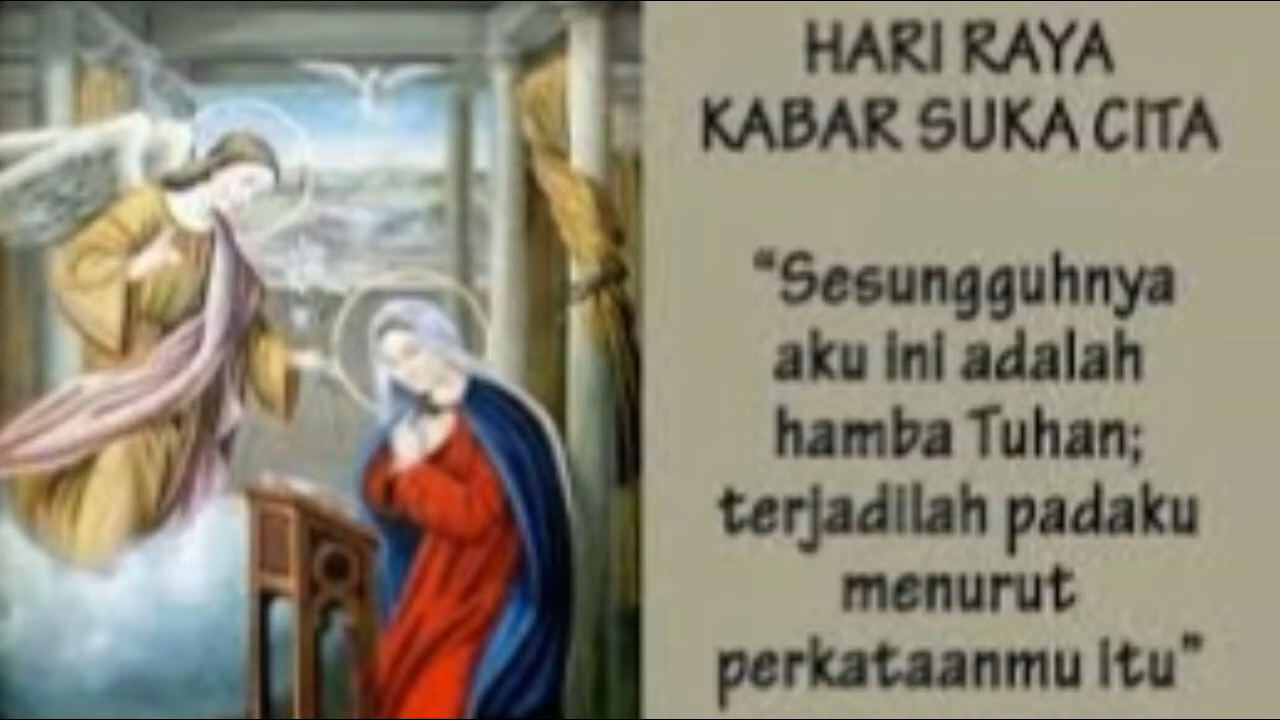 HARI RAYA
KABAR SUKA CITA
“Sesungguhnya
aku ini adalah
hamba Tuhan;
terjadilah padaku
menurut
perkataanmu itu”